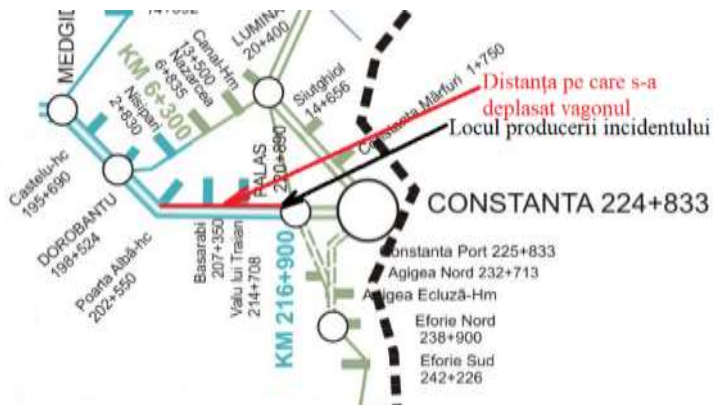 14+692
MEDGID
KM 6+300
Canal-Hm
13+500
Nazarcea
6+835
Nisipari
2+830
LUMINA
20+400
Siutghiol
14+656
Constanta Mărfuri 1+750
Distanța pe care s-a
deplasat vagonul
Locul producerii incidentului
Castelu-hc
195+690
DOROBANTU
198+524
Poarta Albă-hc
202+550
Basarabi
207+350
Valu lui Traian
214+708
PALAS
220+890
KM 216+900
CONSTANTA 224+833
Constanta Port 225+833
Agigea Nord 232+713
Agigea Ecluză-Hm
Eforie Nord
238+900
Eforie Sud
242+226